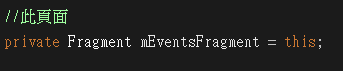 //此頁面
private Fragment mEventsFragment = this;